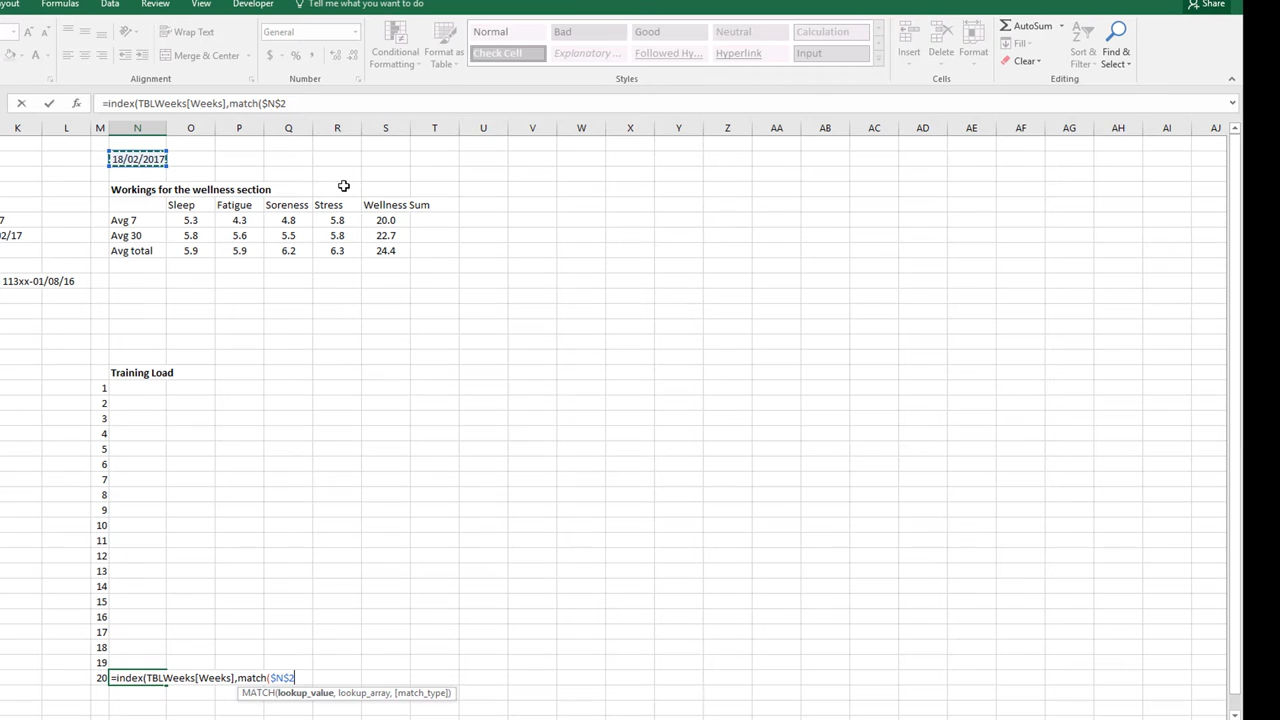 ayout Formulas Data Review View Developer Tell me what you want to do Share
Wrap Text General Normal Bad Good Neutral Calculation AutoSum
Merge & Center % Conditional Formatting Format as Table Check Cell Explanatory ... Followed Hy... Hyperlink Input Insert Delete Format Fill Clear Sort & Filter Find & Select
Alignment Number Styles Cells Editing
fx =index(TBLWeeks[Weeks],match($N$2
K L M N O P Q R S T U V W X Y Z AA AB AC AD AE AF AG AH AI AJ
18/02/2017
Workings for the wellness section
Sleep Fatigue Soreness Stress Wellness Sum
7 Avg 7 5.3 4.3 4.8 5.8 20.0
02/17 Avg 30 5.8 5.6 5.5 5.8 22.7
Avg total 5.9 5.9 6.2 6.3 24.4
113xx-01/08/16
Training Load
1
2
3
4
5
6
7
8
9
10
11
12
13
14
15
16
17
18
19
20 =index(TBLWeeks[Weeks],match($N$2
MATCH(lookup_value, lookup_array, [match_type])